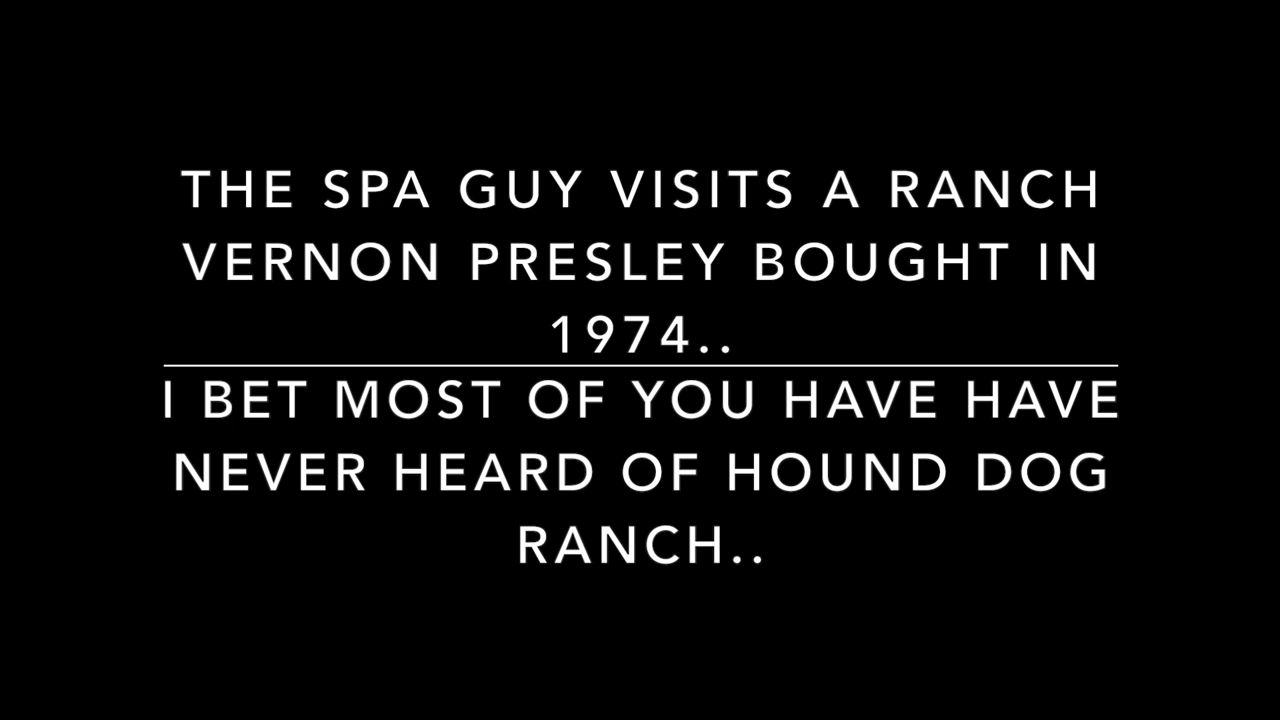 THE SPA GUY VISITS A RANCH
VERNON PRESLEY BOUGHT IN
1974..
I BET MOST OF YOU HAVE HAVE
NEVER HEARD OF HOUND DOG
RANCH..